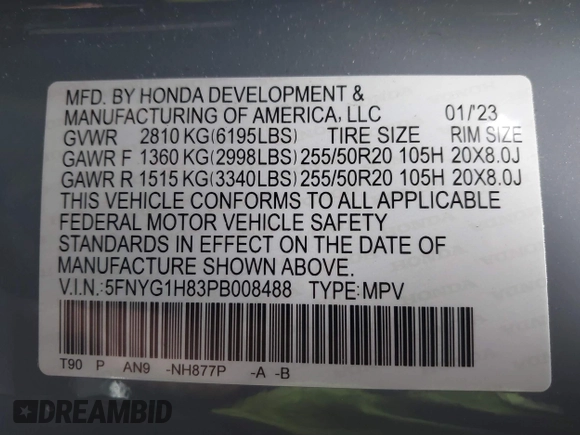 MFD. BY HONDA DEVELOPMENT &
MANUFACTURING OF AMERICA, LLC 01/'23
GVWR 2810 KG(6195LBS) TIRE SIZE RIM SIZE
GAWR F 1360 KG(2998LBS) 255/50R20 105H 20X8.0J
GAWR R 1515 KG(3340LBS) 255/50R20 105H 20X8.0J
THIS VEHICLE CONFORMS TO ALL APPLICABLE
FEDERAL MOTOR VEHICLE SAFETY
STANDARDS IN EFFECT ON THE DATE OF
MANUFACTURE SHOWN ABOVE.
V.I.N.:5FNYG1H83PB008488 TYPE:MPV
T90 P AN9 -NH877P -A -B
DREAMBID